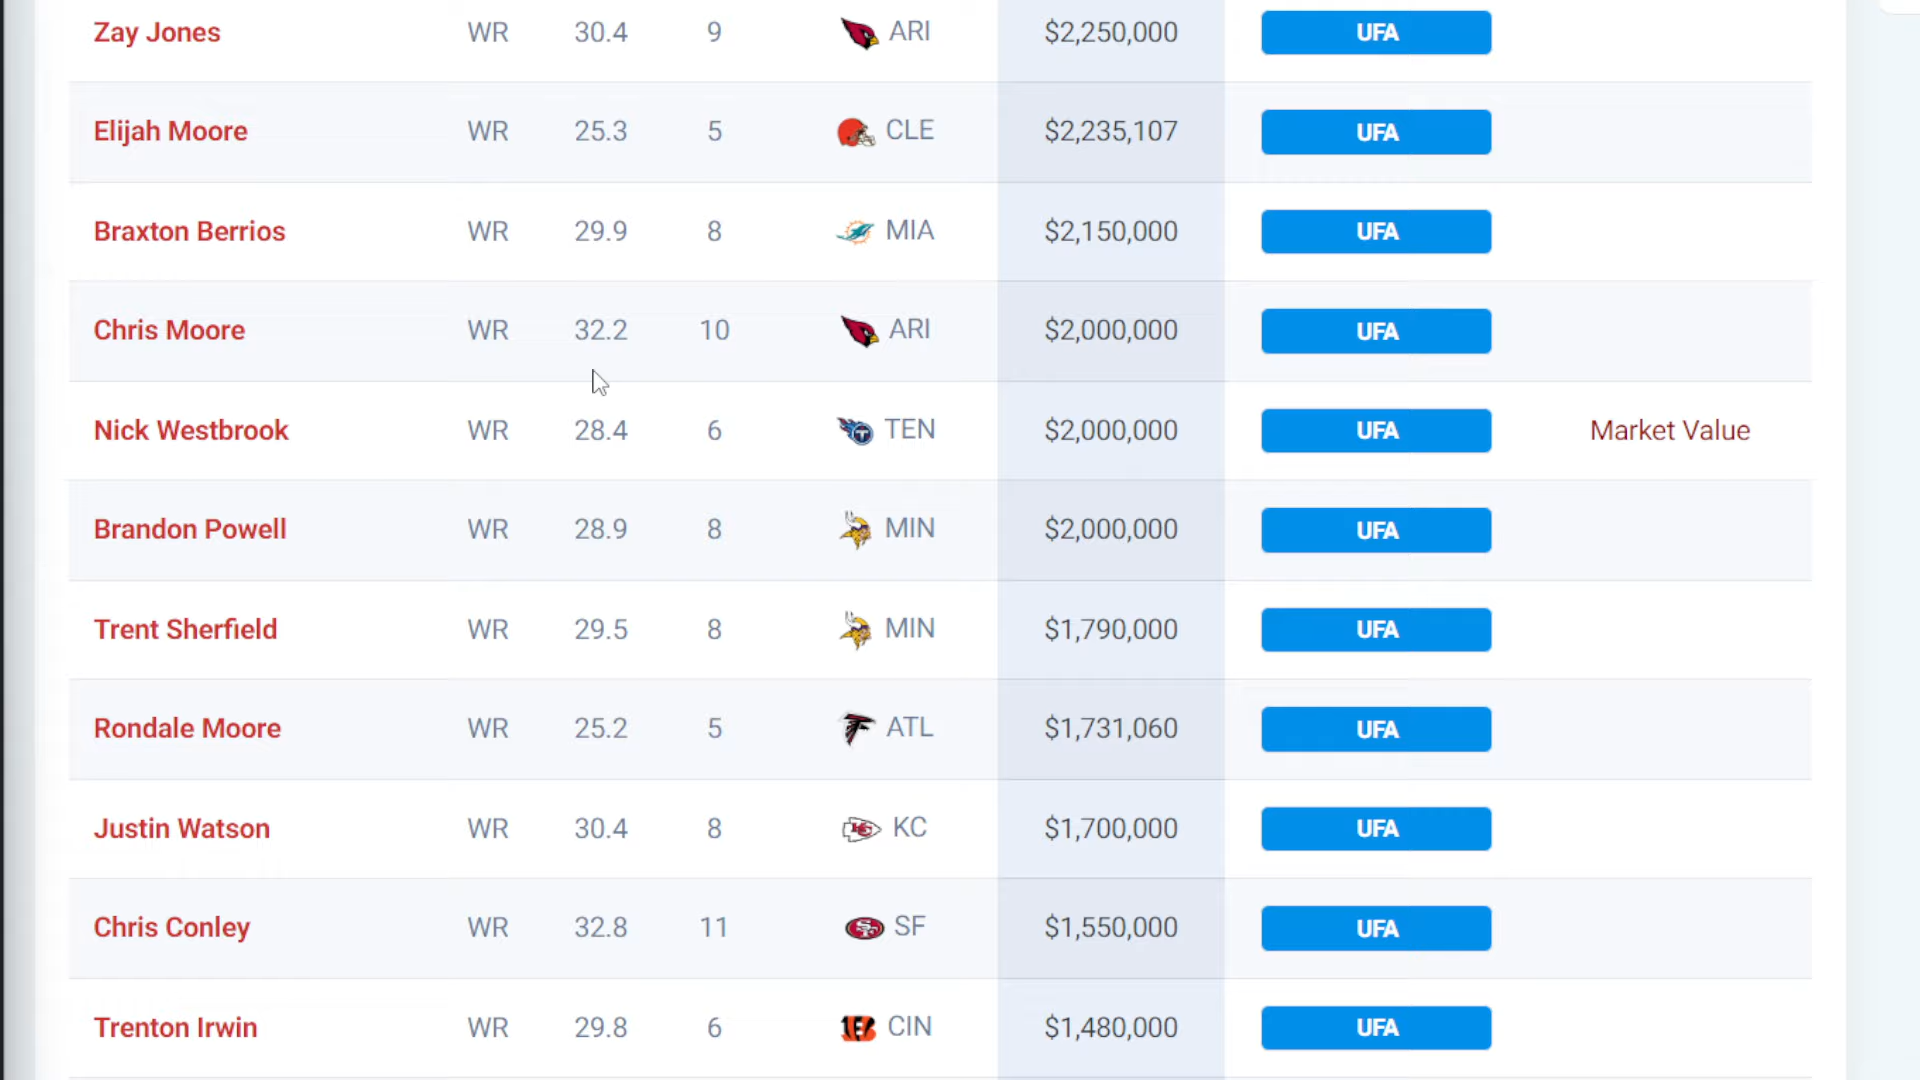 Zay Jones WR 30.4 9 ARI $2,250,000 UFA
Elijah Moore WR 25.3 5 CLE $2,235,107 UFA
Braxton Berrios WR 29.9 8 MIA $2,150,000 UFA
Chris Moore WR 32.2 10 ARI $2,000,000 UFA
Nick Westbrook WR 28.4 6 TEN $2,000,000 UFA Market Value
Brandon Powell WR 28.9 8 MIN $2,000,000 UFA
Trent Sherfield WR 29.5 8 MIN $1,790,000 UFA
Rondale Moore WR 25.2 5 ATL $1,731,060 UFA
Justin Watson WR 30.4 8 KC $1,700,000 UFA
Chris Conley WR 32.8 11 SF $1,550,000 UFA
Trenton Irwin WR 29.8 6 CIN $1,480,000 UFA